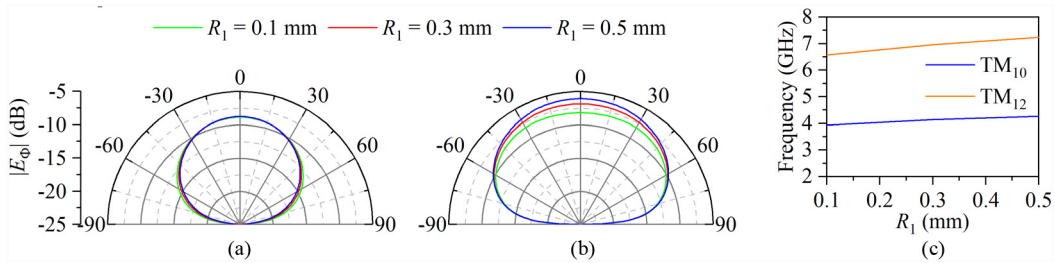 R1 = 0.1 mm R1 = 0.3 mm R1 = 0.5 mm
|EΦ| (dB)
-5
-10
-15
-20
-25
-90 -60 -30 0 30 60 90
(a)
-90 -60 -30 0 30 60 90
(b)
Frequency (GHz)
8
7
6
5
4
3
2
TM10
TM12
0.1 0.2 0.3 0.4 0.5
R1 (mm)
(c)